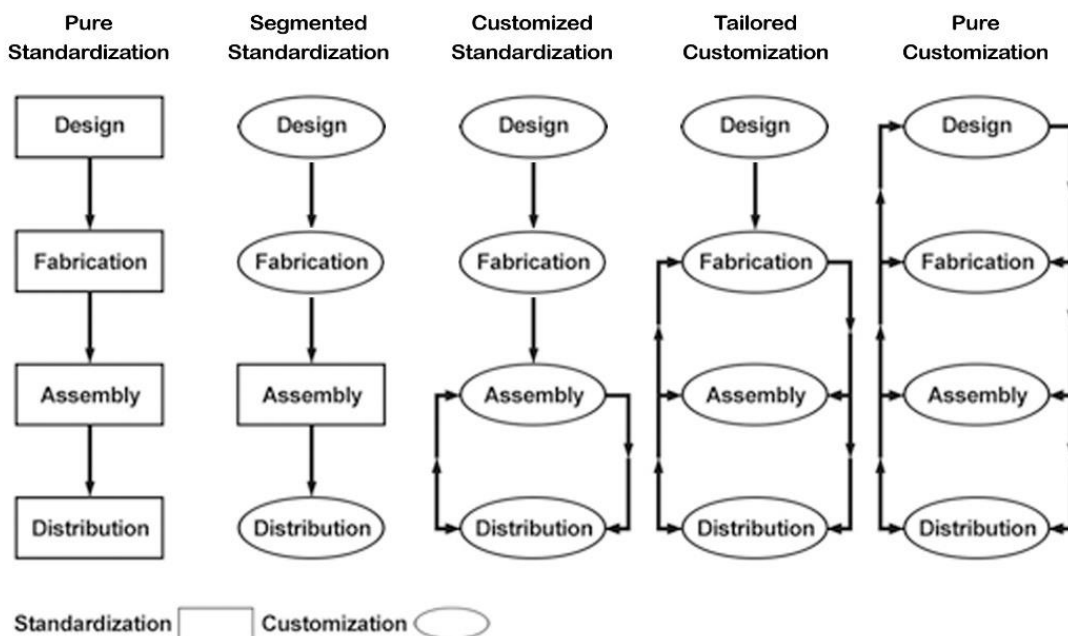 Pure Standardization
Segmented Standardization
Customized Standardization
Tailored Customization
Pure Customization
Design Design Design Design Design
Fabrication Fabrication Fabrication Fabrication Fabrication
Assembly Assembly Assembly Assembly Assembly
Distribution Distribution Distribution Distribution Distribution
Standardization Customization